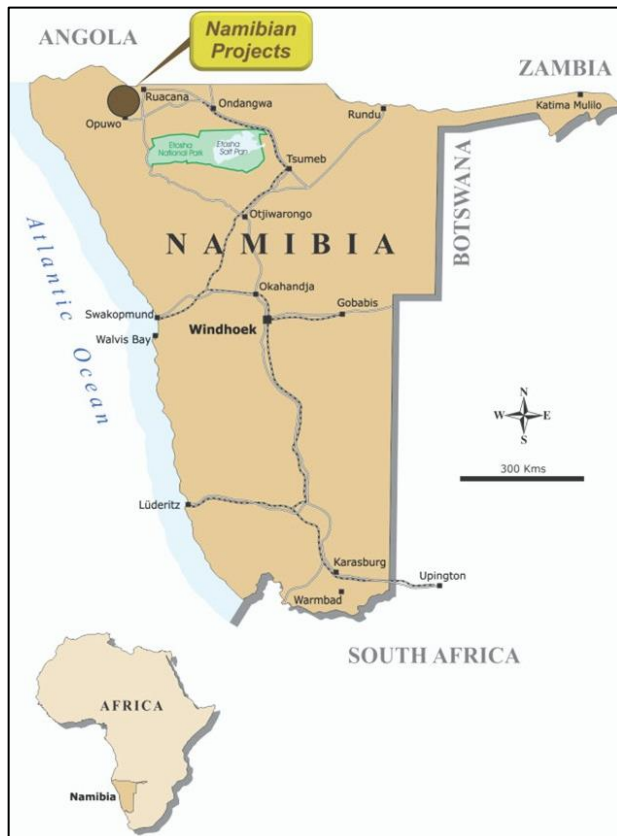 ANGOLA
Namibian
Projects
ZAMBIA
Ruacana
Ondangwa
Rundu
Katima Mulilo
Opuwo
Etosha
National Park
Etosha
Salt Pan
Tsumeb
BOTSWANA
Otjiwarongo
NAMIBIA
Atlantic Ocean
Okahandja
Gobabis
Swakopmund
Windhoek
Walvis Bay
N
W E
S
300 Kms
Lüderitz
Karasburg
Upington
Warmbad
SOUTH AFRICA
AFRICA
Namibia